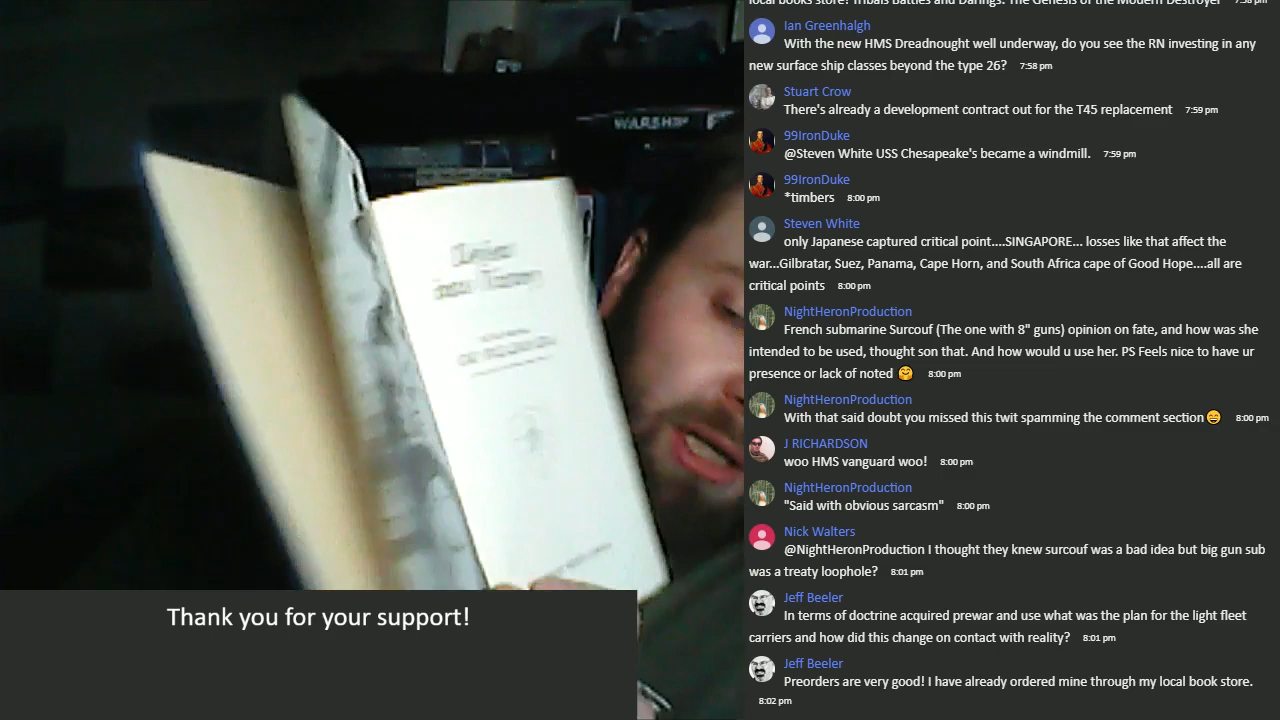 WARSHIP
Thank you for your support!
local books store! Tribals Battles and Darings: The Genesis of the Modern Destroyer 7:58 pm
Ian Greenhalgh
With the new HMS Dreadnought well underway, do you see the RN investing in any
new surface ship classes beyond the type 26? 7:58 pm
Stuart Crow
There's already a development contract out for the T45 replacement 7:59 pm
99IronDuke
@Steven White USS Chesapeake's became a windmill. 7:59 pm
99IronDuke
*timbers 8:00 pm
Steven White
only Japanese captured critical point....SINGAPORE... losses like that affect the
war...Gilbratar, Suez, Panama, Cape Horn, and South Africa cape of Good Hope....all are
critical points 8:00 pm
NightHeronProduction
French submarine Surcouf (The one with 8" guns) opinion on fate, and how was she
intended to be used, thought son that. And how would u use her. PS Feels nice to have ur
presence or lack of noted 🤗 8:00 pm
NightHeronProduction
With that said doubt you missed this twit spamming the comment section😄 8:00 pm
J RICHARDSON
woo HMS vanguard woo! 8:00 pm
NightHeronProduction
"Said with obvious sarcasm" 8:00 pm
Nick Walters
@NightHeronProduction I thought they knew surcouf was a bad idea but big gun sub
was a treaty loophole? 8:01 pm
Jeff Beeler
In terms of doctrine acquired prewar and use what was the plan for the light fleet
carriers and how did this change on contact with reality? 8:01 pm
Jeff Beeler
Preorders are very good! I have already ordered mine through my local book store.
8:02 pm